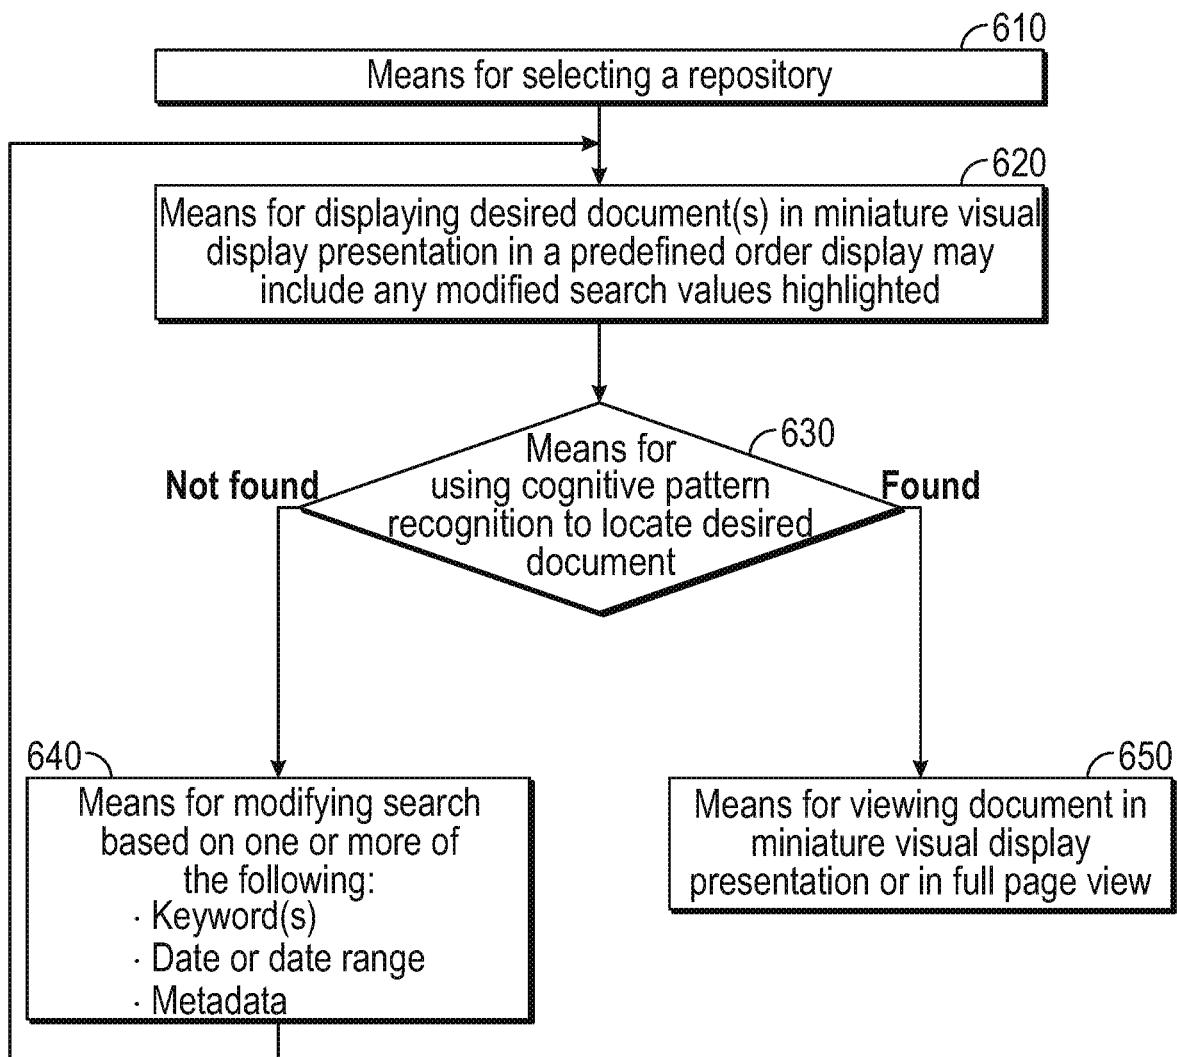 610
Means for selecting a repository
620
Means for displaying desired document(s) in miniature visual
display presentation in a predefined order display may
include any modified search values highlighted
630
Means for
using cognitive pattern
recognition to locate desired
document
Not found
Found
640
Means for modifying search
based on one or more of
the following:
· Keyword(s)
· Date or date range
· Metadata
650
Means for viewing document in
miniature visual display
presentation or in full page view